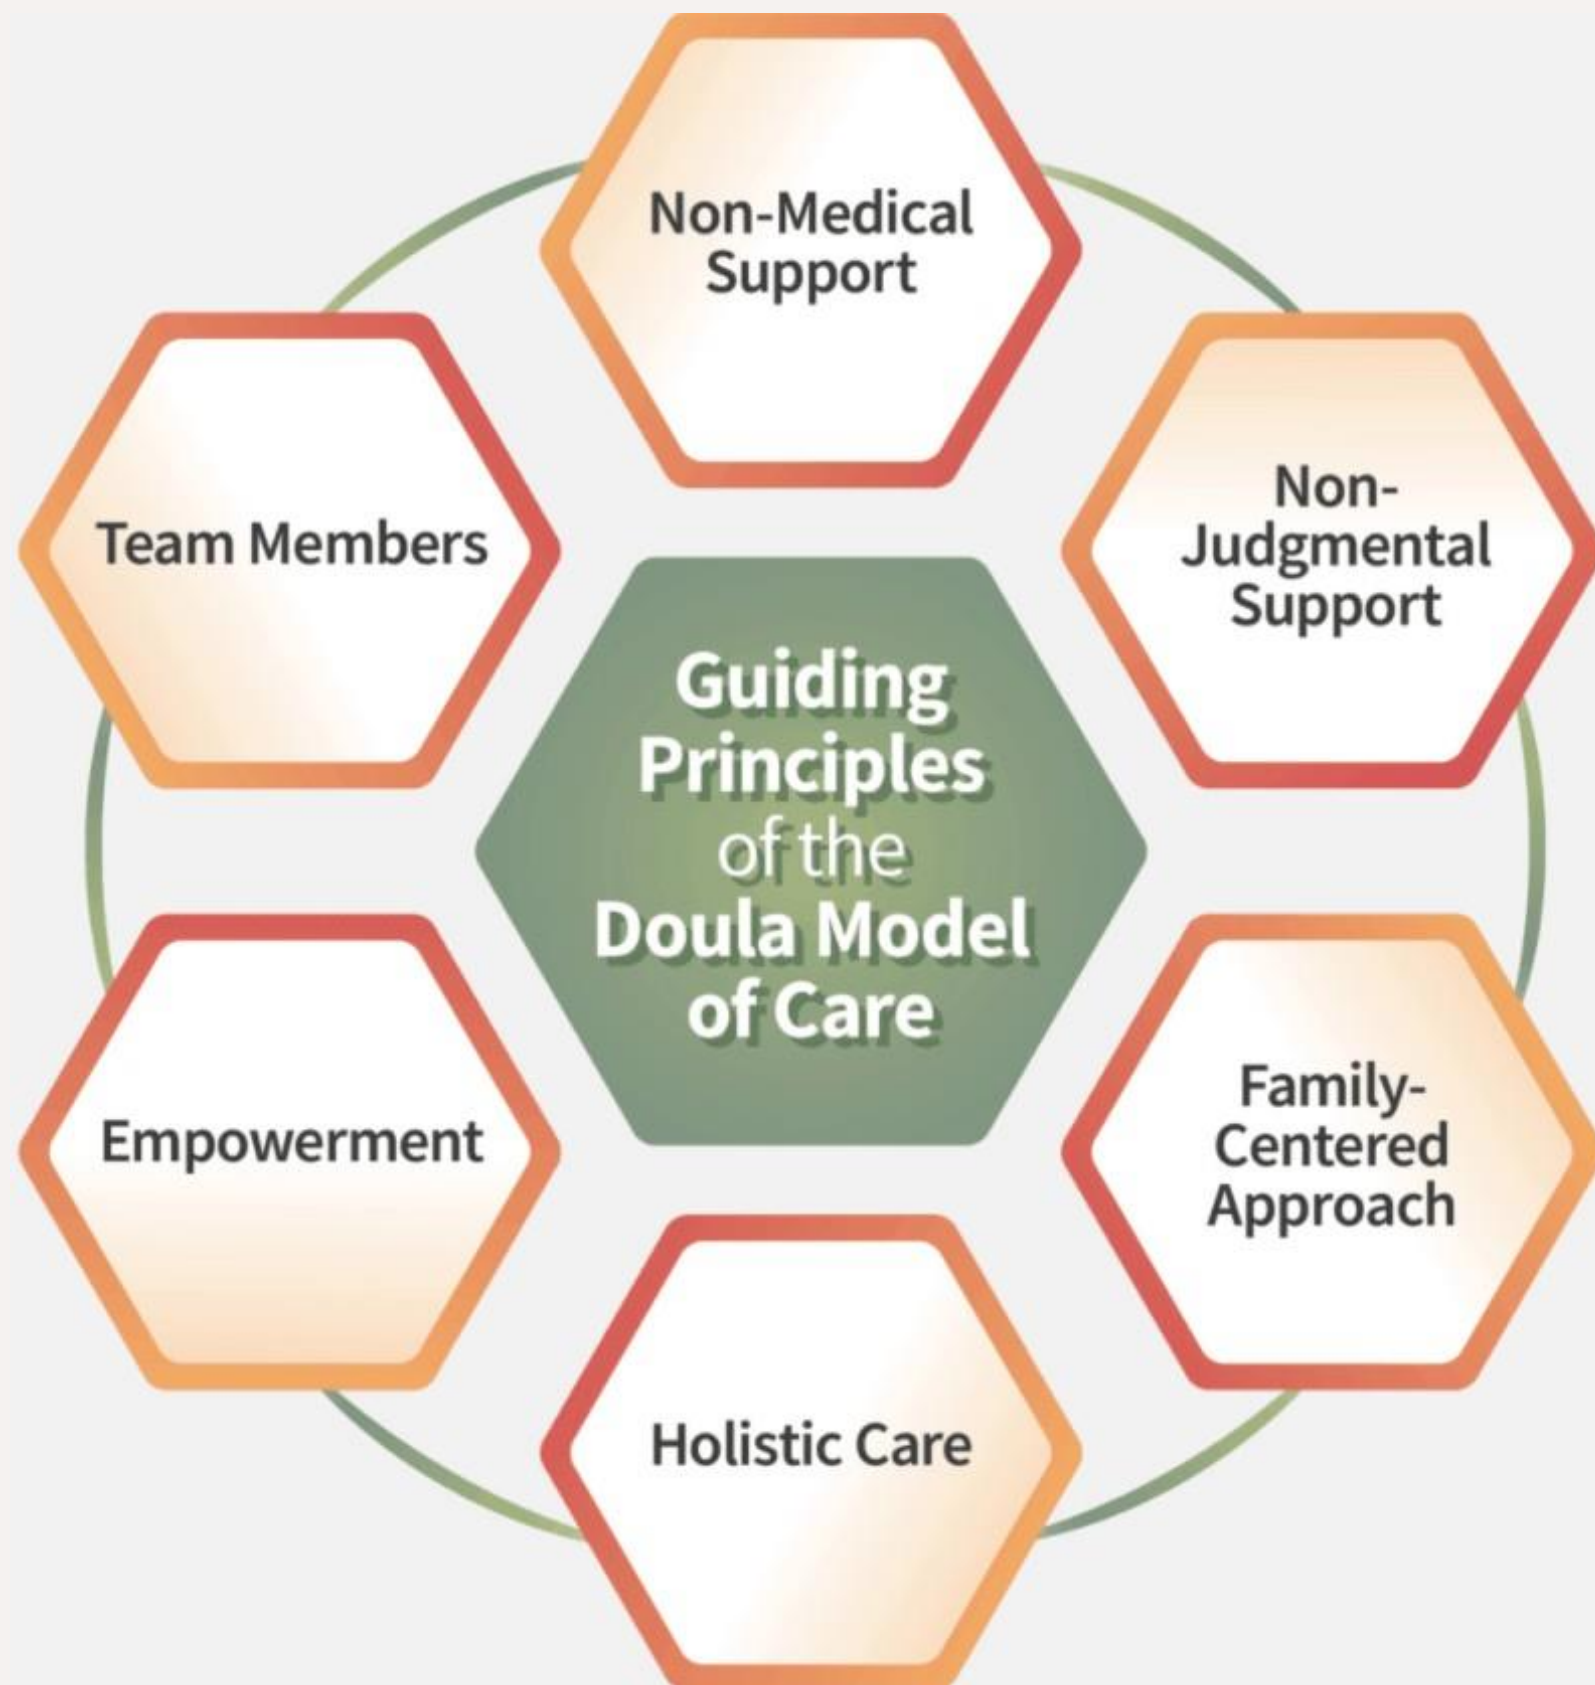 Non-Medical
Support
Team Members
Non-
Judgmental
Support
Guiding
Principles
of the
Doula Model
of Care
Empowerment
Family-
Centered
Approach
Holistic Care